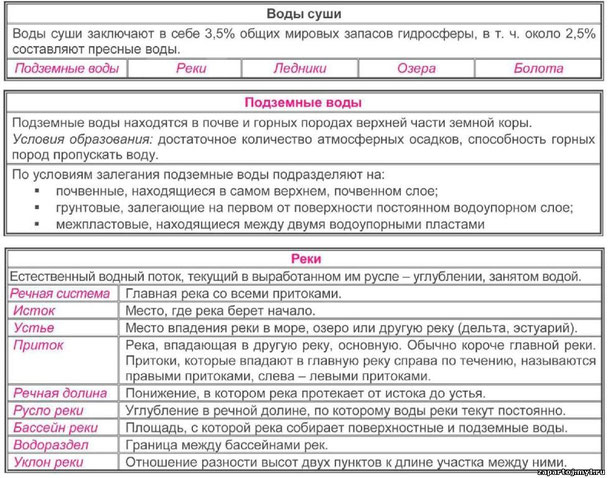 Воды суши
Воды суши заключают в себе 3,5% общих мировых запасов гидросферы, в т. ч. около 2,5%
составляют пресные воды.
Подземные воды Реки Ледники Озера Болота
Подземные воды
Подземные воды находятся в почве и горных породах верхней части земной коры.
Условия образования: достаточное количество атмосферных осадков, способность горных
пород пропускать воду.
По условиям залегания подземные воды подразделяют на:
▪ почвенные, находящиеся в самом верхнем, почвенном слое;
▪ грунтовые, залегающие на первом от поверхности постоянном водоупорном слое;
▪ межпластовые, находящиеся между двумя водоупорными пластами
Реки
Естественный водный поток, текущий в выработанном им русле – углублении, занятом водой.
Речная система Главная река со всеми притоками.
Исток Место, где река берет начало.
Устье Место впадения реки в море, озеро или другую реку (дельта, эстуарий).
Приток Река, впадающая в другую реку, основную. Обычно короче главной реки.
Притоки, которые впадают в главную реку справа по течению, называются
правыми притоками, слева – левыми притоками.
Речная долина Понижение, в котором река протекает от истока до устья.
Русло реки Углубление в речной долине, по которому воды реки текут постоянно.
Бассейн реки Площадь, с которой река собирает поверхностные и подземные воды.
Водораздел Граница между бассейнами рек.
Уклон реки Отношение разности высот двух пунктов к длине участка между ними.
zapartoj.my1.ru